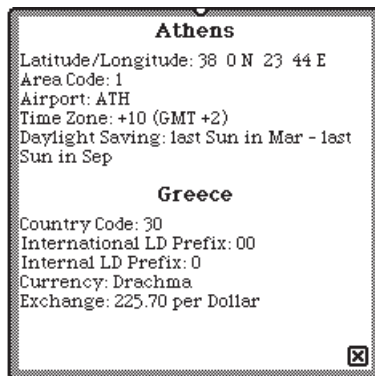 Athens
Latitude/Longitude: 38 0 N 23 44 E
Area Code: 1
Airport: ATH
Time Zone: +10 (GMT +2)
Daylight Saving: last Sun in Mar - last
Sun in Sep
Greece
Country Code: 30
International LD Prefix: 00
Internal LD Prefix: 0
Currency: Drachma
Exchange: 225.70 per Dollar